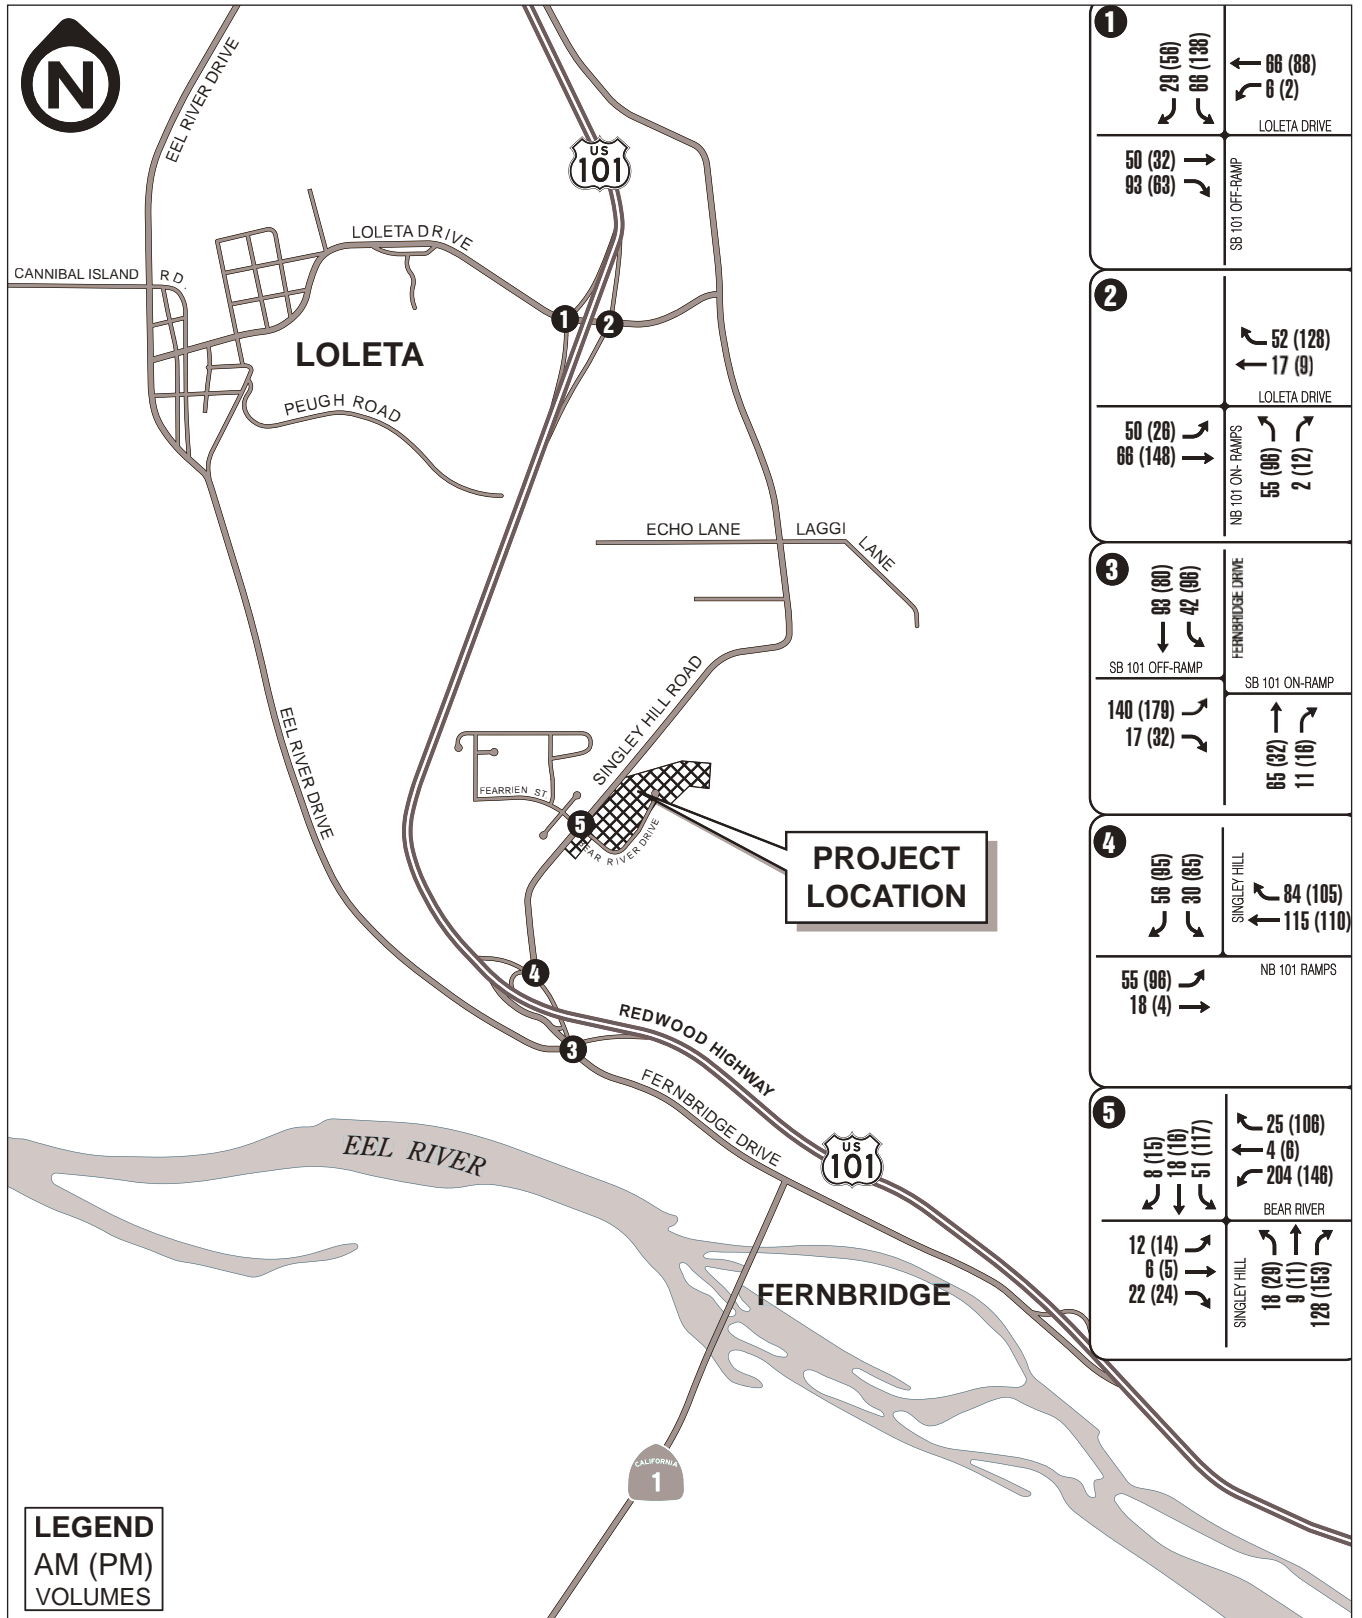 N
EEL RIVER DRIVE
US
101
LOLETA DRIVE
CANNIBAL ISLAND RD.
1
2
LOLETA
PEUGH ROAD
ECHO LANE
LAGGI LANE
SINGLEY HILL ROAD
EEL RIVER DRIVE
FEARRIEN ST.
5
BEAR RIVER DRIVE
PROJECT
LOCATION
4
3
REDWOOD HIGHWAY
FERNBRIDGE DRIVE
EEL RIVER
US
101
FERNBRIDGE
CALIFORNIA
1
LEGEND
AM (PM)
VOLUMES
1
29 (56)
66 (138)
66 (88)
6 (2)
LOLETA DRIVE
50 (32)
93 (63)
SB 101 OFF-RAMP
2
52 (128)
17 (9)
LOLETA DRIVE
50 (26)
66 (148)
NB 101 ON- RAMPS
55 (96)
2 (12)
3
93 (80)
42 (96)
FERNBRIDGE DRIVE
SB 101 OFF-RAMP
SB 101 ON-RAMP
140 (179)
17 (32)
65 (32)
11 (16)
4
56 (95)
30 (85)
SINGLEY HILL
84 (105)
115 (110)
NB 101 RAMPS
55 (96)
18 (4)
5
8 (15)
18 (16)
51 (117)
25 (106)
4 (6)
204 (146)
BEAR RIVER
12 (14)
6 (5)
22 (24)
SINGLEY HILL
18 (29)
9 (11)
128 (153)